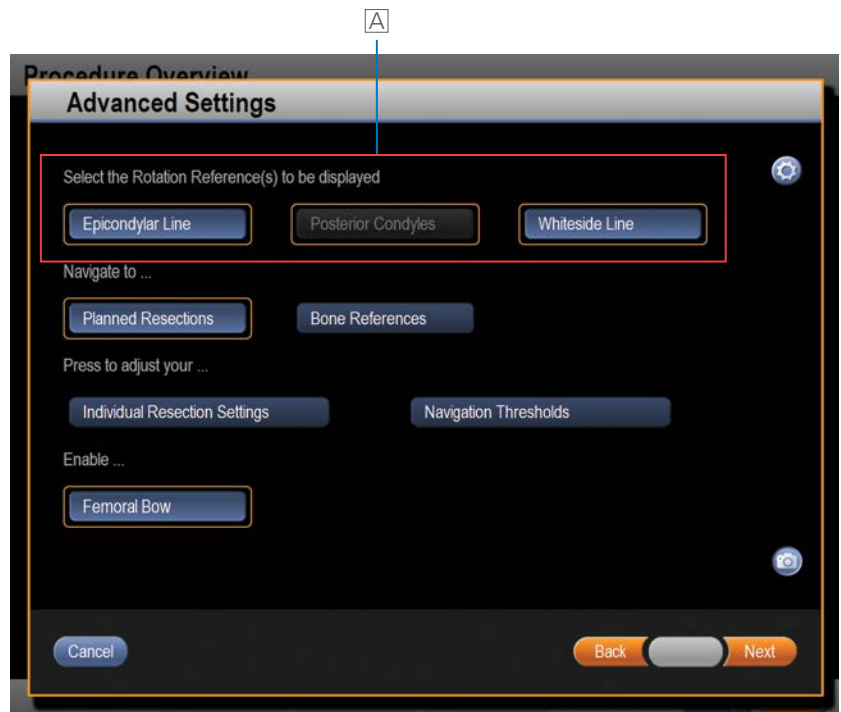 A
Procedure Overview
Advanced Settings
Select the Rotation Reference(s) to be displayed
Epicondylar Line Posterior Condyles Whiteside Line
Navigate to ...
Planned Resections Bone References
Press to adjust your ...
Individual Resection Settings Navigation Thresholds
Enable ...
Femoral Bow
Cancel Back Next